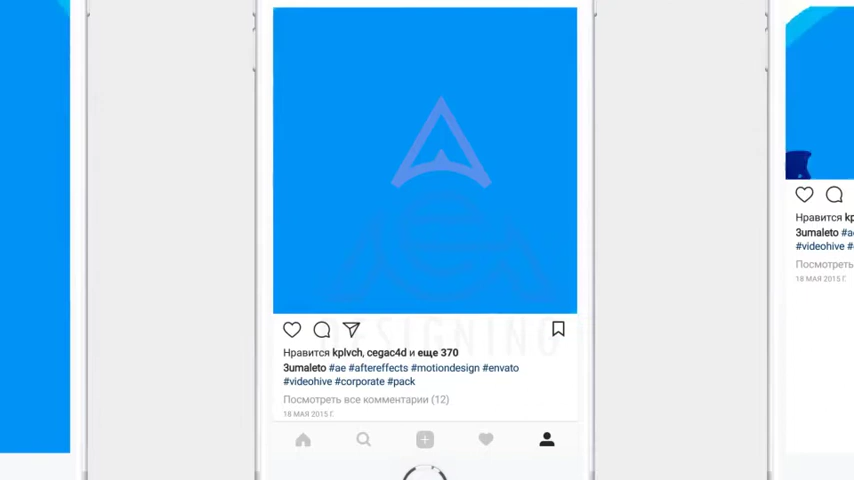 DESIGNINO
Нравится kplvch, cegac4d и еще 370
3umaleto #ae #aftereffects #motiondesign #envato
#videohive #corporate #pack
Посмотреть все комментарии (12)
18 МАЯ 2015 Г.
Нравится kp
3umaleto #a
#videohive #
Посмотреть
18 МАЯ 2015 Г.